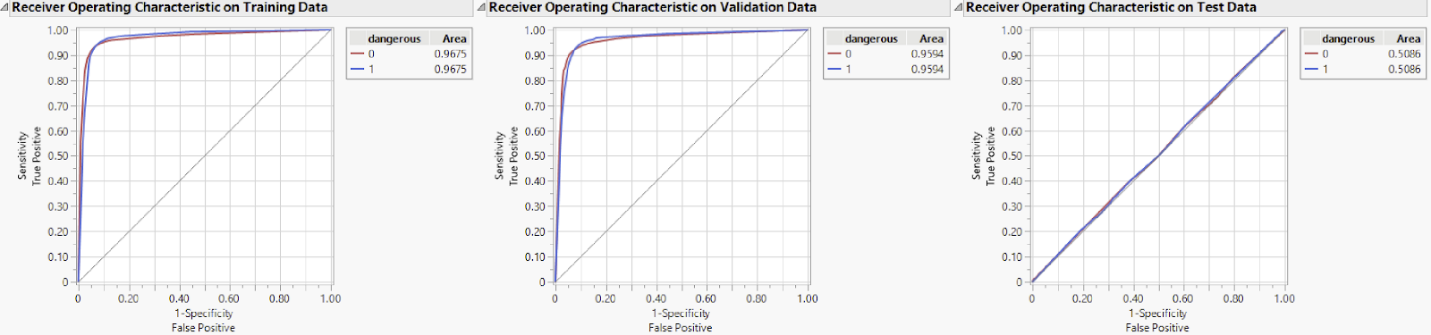 Receiver Operating Characteristic on Training Data
1.00
0.90
0.80
0.70
0.60
0.50
0.40
0.30
0.20
0.10
0
Sensitivity
True Positive
0 0.20 0.40 0.60 0.80 1.00
1-Specificity
False Positive
dangerous Area
0 0.9675
1 0.9675
Receiver Operating Characteristic on Validation Data
1.00
0.90
0.80
0.70
0.60
0.50
0.40
0.30
0.20
0.10
0
Sensitivity
True Positive
0 0.20 0.40 0.60 0.80 1.00
1-Specificity
False Positive
dangerous Area
0 0.9594
1 0.9594
Receiver Operating Characteristic on Test Data
1.00
0.90
0.80
0.70
0.60
0.50
0.40
0.30
0.20
0.10
0
Sensitivity
True Positive
0 0.20 0.40 0.60 0.80 1.00
1-Specificity
False Positive
dangerous Area
0 0.5086
1 0.5086